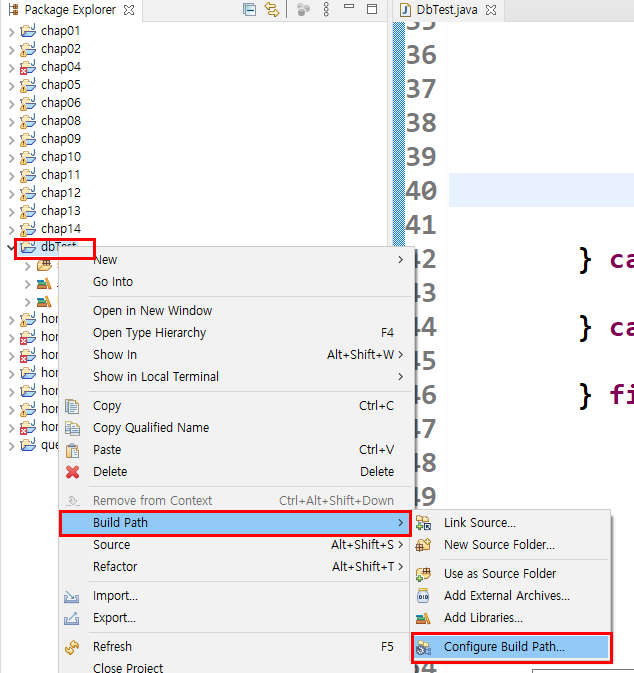 Package Explorer
chap01
chap02
chap04
chap05
chap06
chap08
chap09
chap10
chap11
chap12
chap13
chap14
dbTest
hor
hor
hor
hor
hor
hor
que
New
Go Into
Open in New Window
Open Type Hierarchy F4
Show In Alt+Shift+W
Show in Local Terminal
Copy Ctrl+C
Copy Qualified Name
Paste Ctrl+V
Delete Delete
Remove from Context Ctrl+Alt+Shift+Down
Build Path
Source Alt+Shift+S
Refactor Alt+Shift+T
Import...
Export...
Refresh F5
Close Project
Link Source...
New Source Folder...
Use as Source Folder
Add External Archives...
Add Libraries...
Configure Build Path...
DbTest.java
35
36
37
38
39
40
41
42 } ca
43
44 } ca
45
46 } fi
47
48
49
54